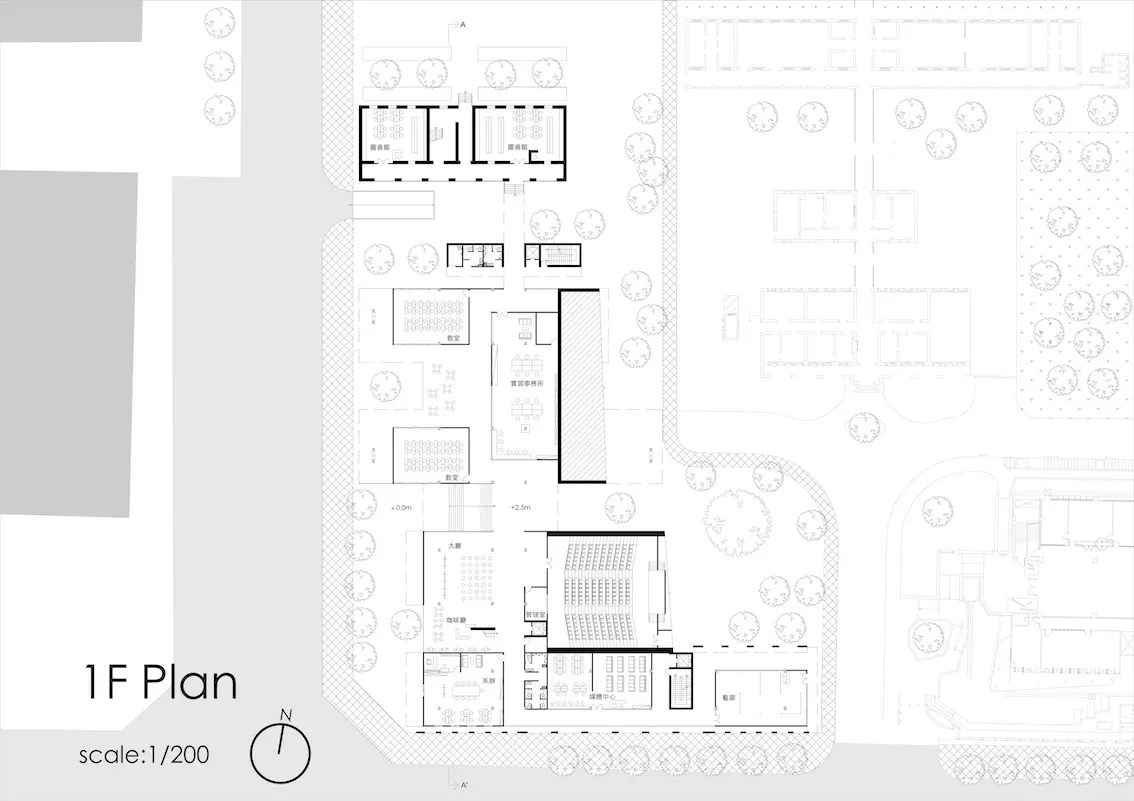 A
圖書館
圖書館
教室
實習事務所
教室
+0.0m
+2.5m
大廳
管理室
咖啡廳
系辦
媒體中心
藝廊
1F Plan
N
scale:1/200
A'